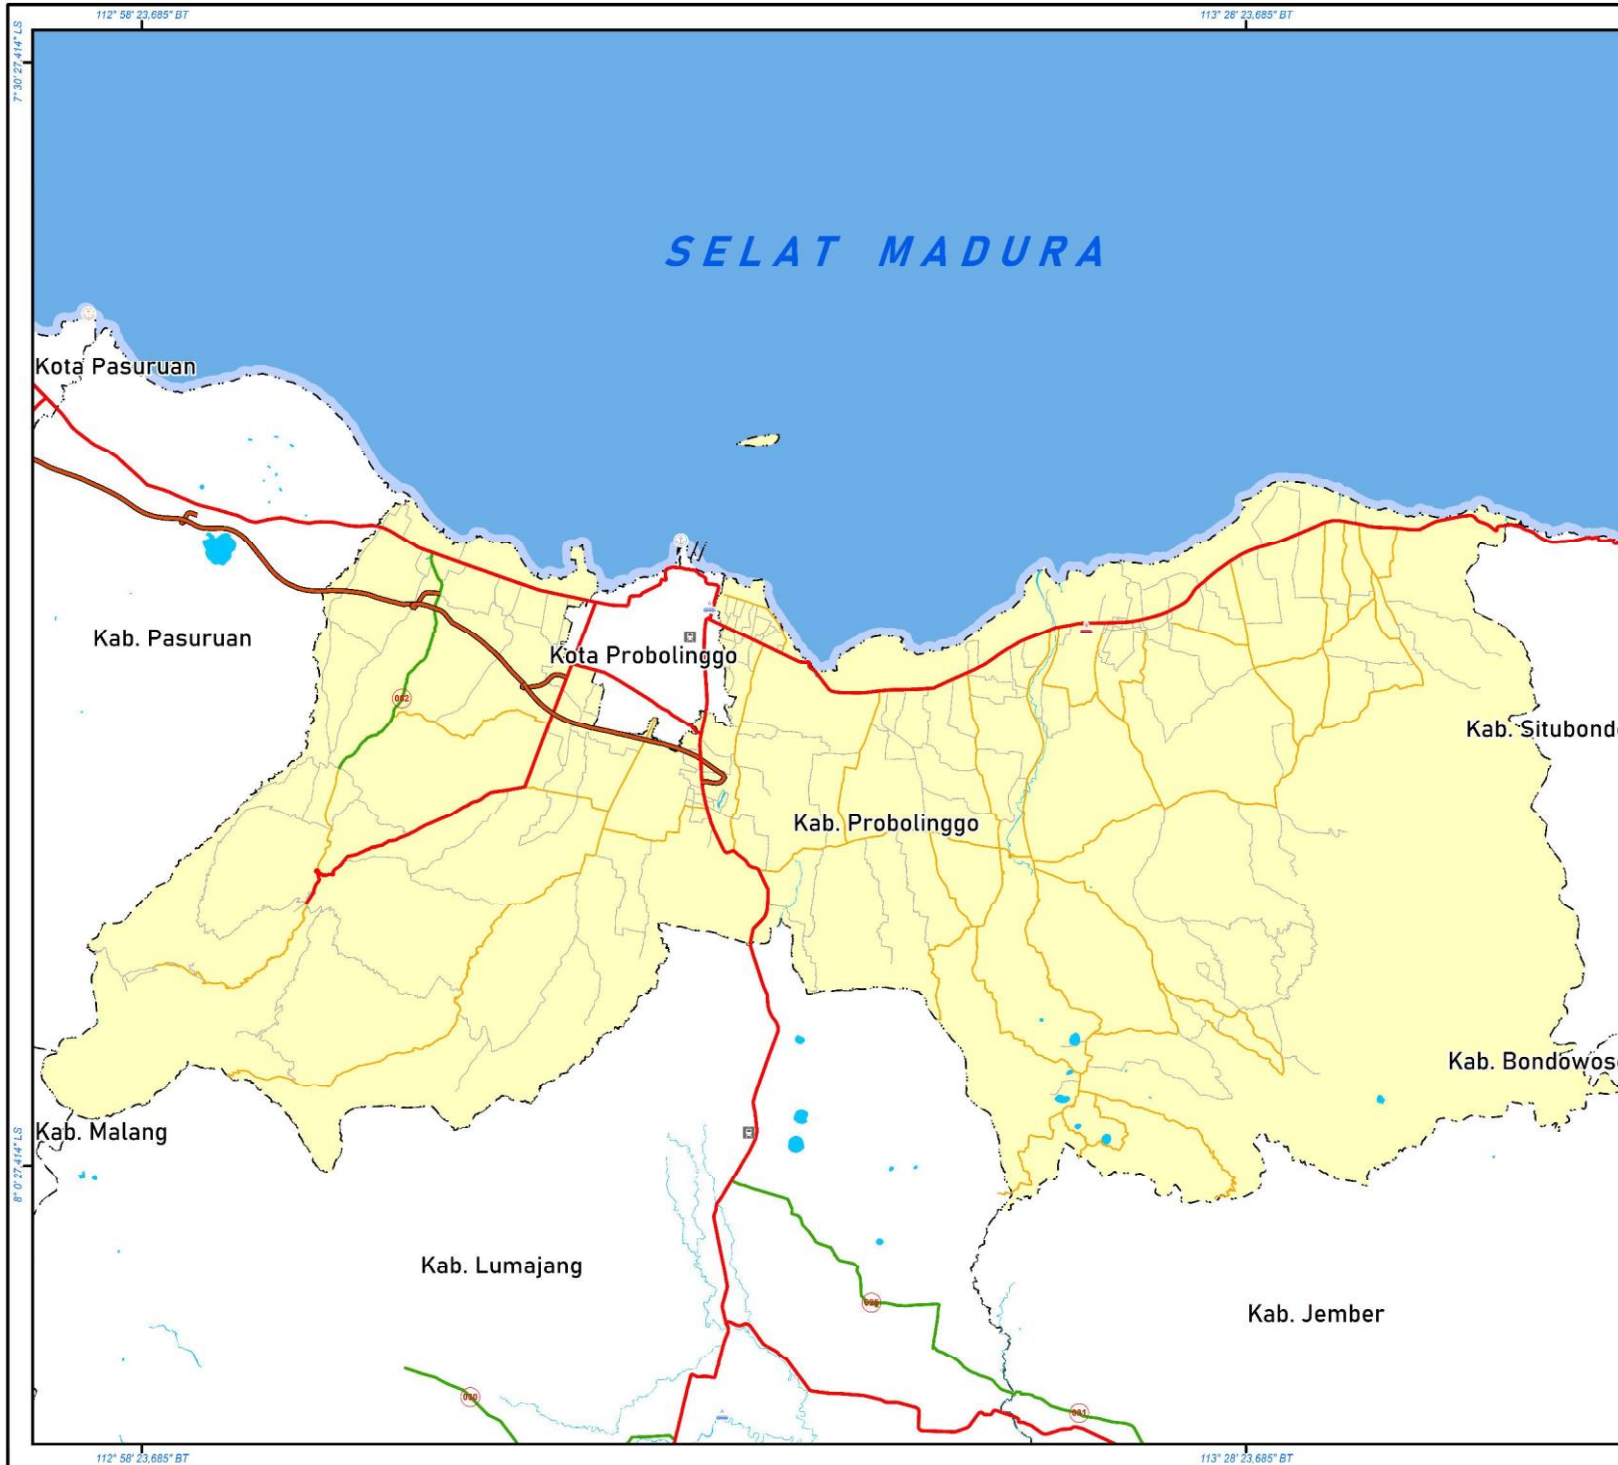 112° 58' 23,685" BT
113° 28' 23,685" BT
7° 30' 27,414" LS
SELAT MADURA
Kota Pasuruan
Kab. Pasuruan
Kota Probolinggo
062
Kab. Situbondo
Kab. Probolinggo
Kab. Bondowoso
Kab. Malang
8° 0' 27,414" LS
Kab. Lumajang
Kab. Jember
081
112° 58' 23,685" BT
113° 28' 23,685" BT